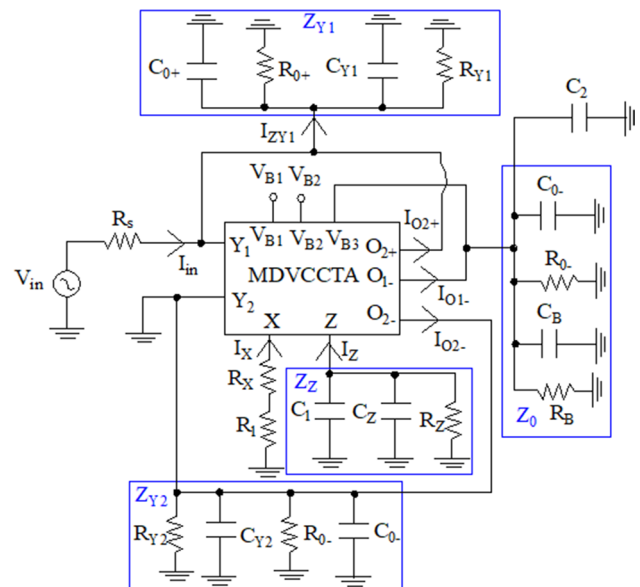 Z_Y1
C_0+ R_0+ C_Y1 R_Y1
C_2
I_ZY1
V_B1 V_B2
R_s
C_0-
I_O2+
V_B1 V_B2 V_B3
V_in
I_in
Y_1
O_2+
MDVCCTA
O_1-
R_0-
I_O1-
Y_2
O_2-
X Z
C_B
I_O2-
I_X I_Z
R_X
Z_Z
R_1
C_1 C_Z R_Z
Z_0
R_B
Z_Y2
R_Y2 C_Y2 R_0- C_0-